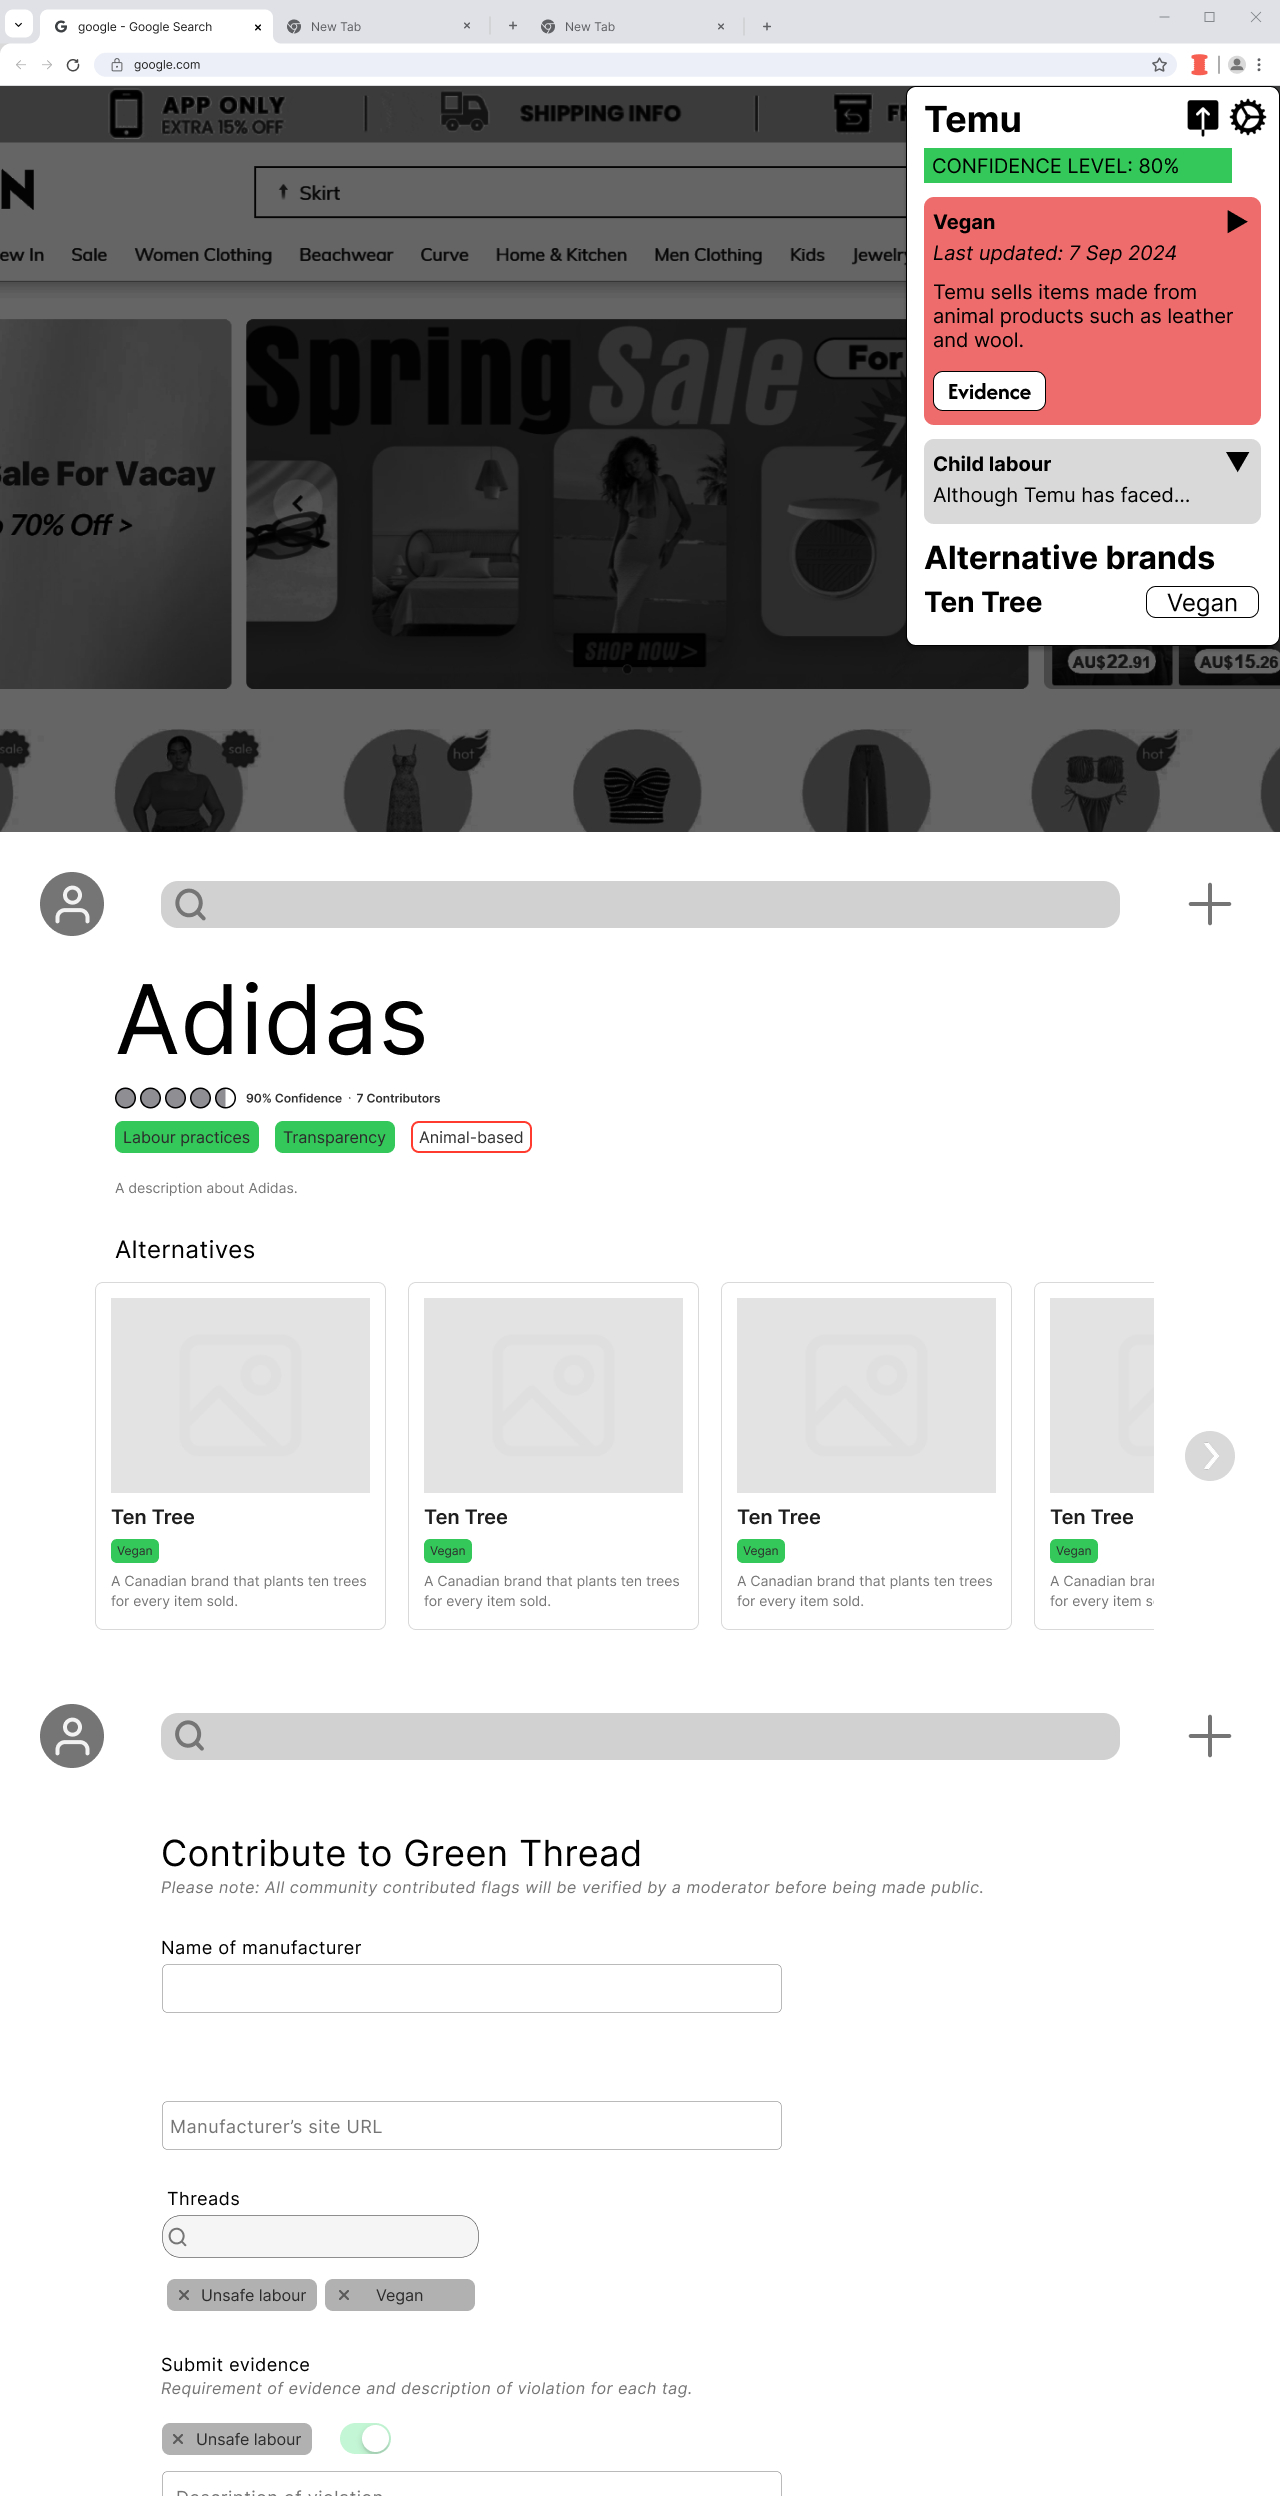 google - Google Search
New Tab
New Tab
google.com
APP ONLY
EXTRA 15% OFF
SHIPPING INFO
Temu
CONFIDENCE LEVEL: 80%
Vegan
Last updated: 7 Sep 2024
Temu sells items made from
animal products such as leather
and wool.
Evidence
Child labour
Although Temu has faced...
Alternative brands
Ten Tree
Vegan
N
Skirt
ew In
Sale
Women Clothing
Beachwear
Curve
Home & Kitchen
Men Clothing
Kids
Jewelry
Spring Sale
For
7
ale For Vacay
70% Off >
SHOP NOW >
AU$22.91
AU$15.26
sale
sale
hot
hot
Adidas
90% Confidence · 7 Contributors
Labour practices
Transparency
Animal-based
A description about Adidas.
Alternatives
Ten Tree
Vegan
A Canadian brand that plants ten trees
for every item sold.
Ten Tree
Vegan
A Canadian brand that plants ten trees
for every item sold.
Ten Tree
Vegan
A Canadian brand that plants ten trees
for every item sold.
Ten Tree
Vegan
A Canadian bran
for every item s
Contribute to Green Thread
Please note: All community contributed flags will be verified by a moderator before being made public.
Name of manufacturer
Manufacturer’s site URL
Threads
Unsafe labour
Vegan
Submit evidence
Requirement of evidence and description of violation for each tag.
Unsafe labour
Description of violation